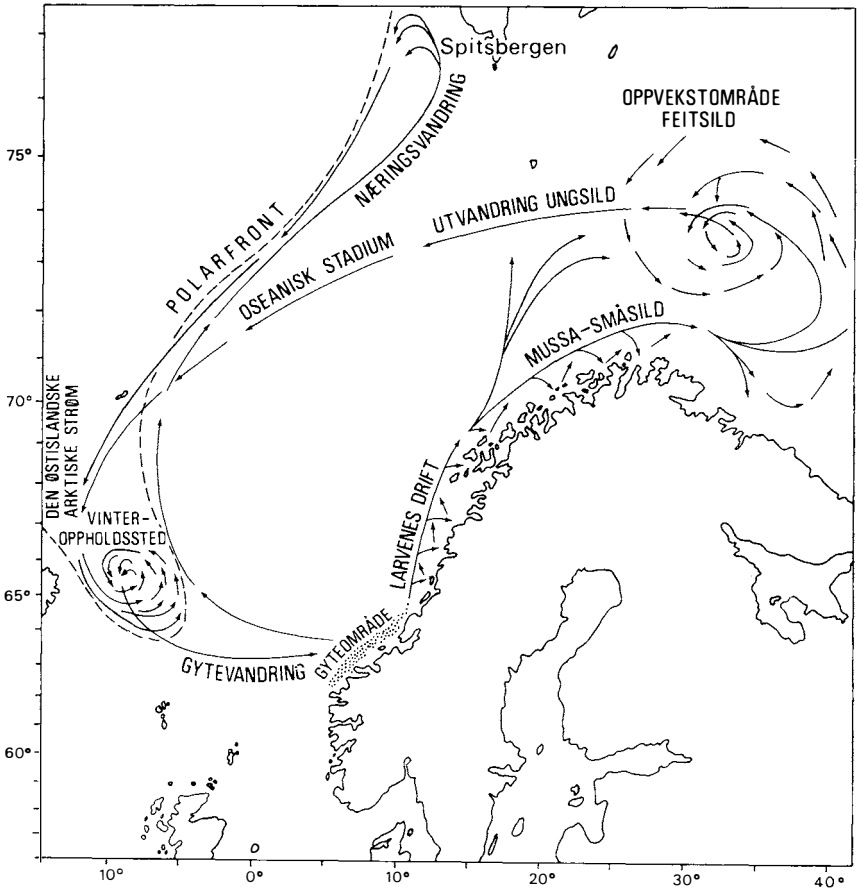 Spitsbergen
OPPVEKSTOMRÅDE
FEITSILD
NÆRINGSVANDRING
75°
UTVANDRING UNGSILD
POLARFRONT
OSEANISK STADIUM
MUSSA-SMÅSILD
70°
DEN ØSTISLANDSKE
ARKTISKE STRØM
LARVENES DRIFT
VINTER-
OPPHOLDSSTED
65°
GYTEOMRÅDE
GYTEVANDRING
60°
10° 0° 10° 20° 30° 40°